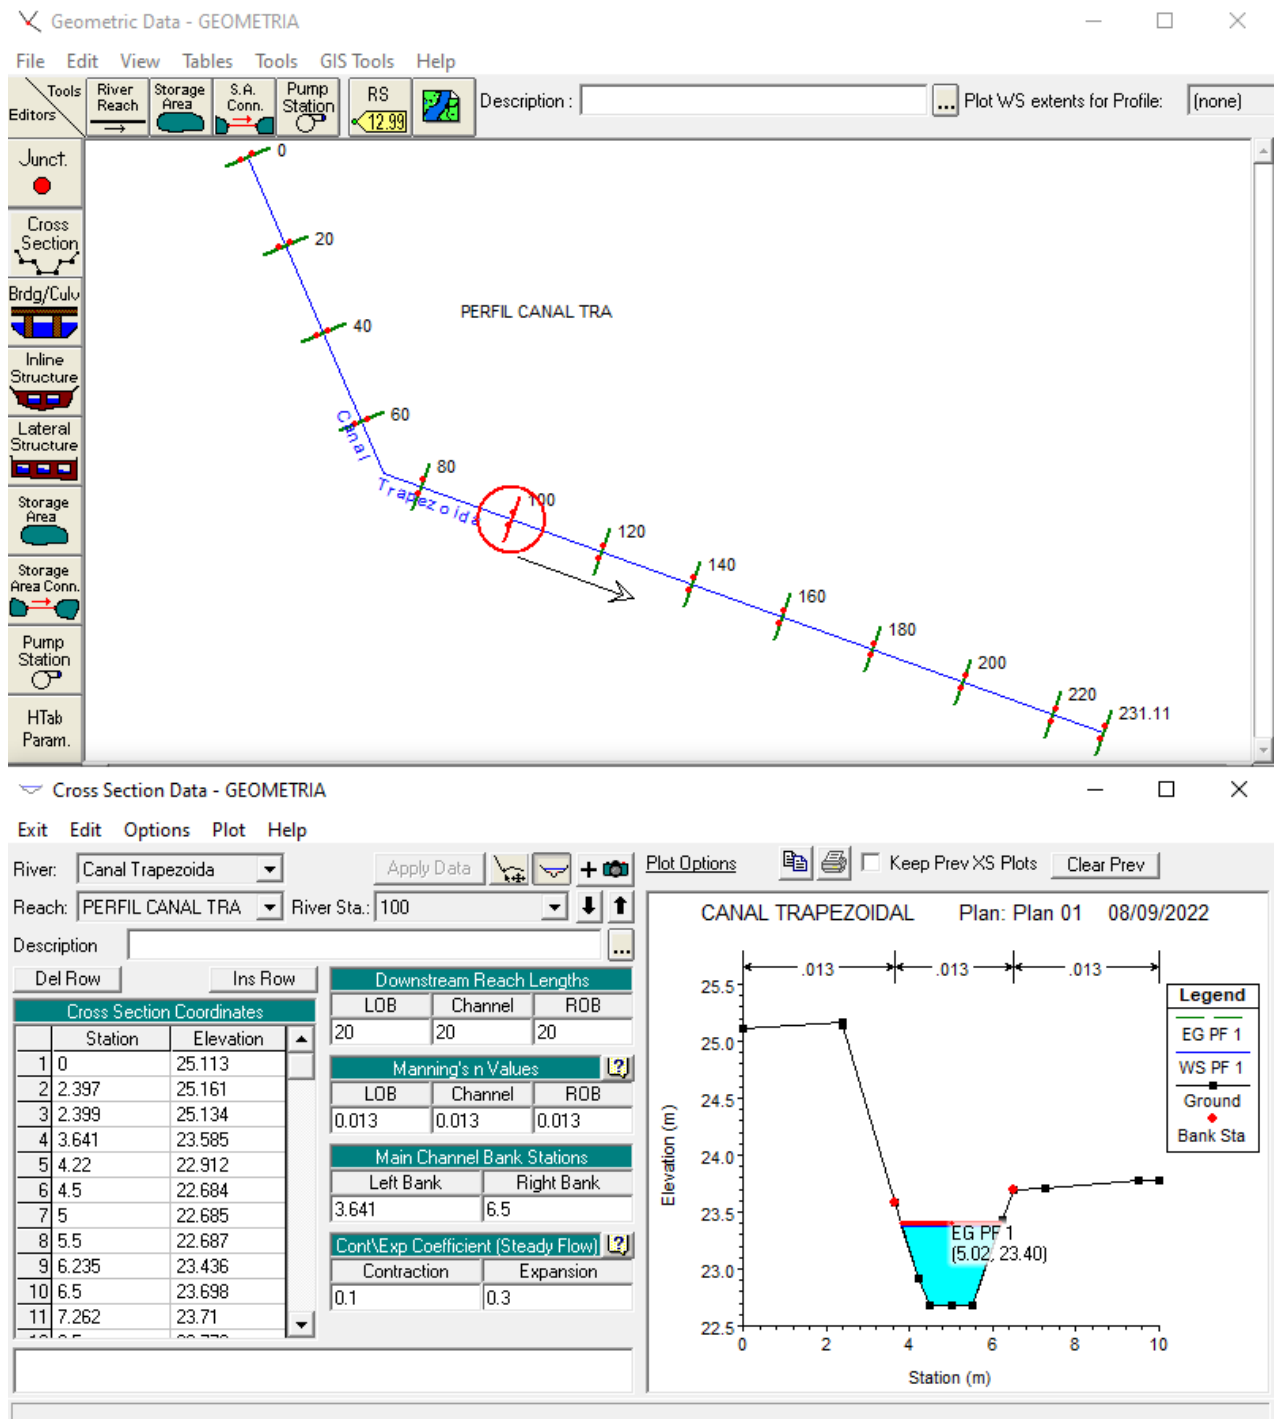 Geometric Data - GEOMETRIA
File Edit View Tables Tools GIS Tools Help
Tools
Editors
River Reach
Storage Area
S.A. Conn.
Pump Station
RS
12.99
Description :
...
Plot WS extents for Profile:
(none)
Junct.
Cross Section
Brdg/Culv
Inline Structure
Lateral Structure
Storage Area
Storage Area Conn.
Pump Station
HTab Param.
0
20
40
60
80
100
120
140
160
180
200
220
231.11
PERFIL CANAL TRA
Canal Trapezoida
Cross Section Data - GEOMETRIA
Exit Edit Options Plot Help
River: Canal Trapezoida
Apply Data
Reach: PERFIL CANAL TRA River Sta.: 100
Description
...
Del Row Ins Row
Cross Section Coordinates
Station Elevation
1 0 25.113
2 2.397 25.161
3 2.399 25.134
4 3.641 23.585
5 4.22 22.912
6 4.5 22.684
7 5 22.685
8 5.5 22.687
9 6.235 23.436
10 6.5 23.698
11 7.262 23.71
Downstream Reach Lengths
LOB Channel ROB
20 20 20
Manning's n Values
LOB Channel ROB
0.013 0.013 0.013
Main Channel Bank Stations
Left Bank Right Bank
3.641 6.5
Cont\Exp Coefficient (Steady Flow)
Contraction Expansion
0.1 0.3
Plot Options
Keep Prev XS Plots
Clear Prev
CANAL TRAPEZOIDAL Plan: Plan 01 08/09/2022
.013 .013 .013
25.5
25.0
24.5
24.0
23.5
23.0
22.5
Elevation (m)
0 2 4 6 8 10
Station (m)
EG PF 1
(5.02, 23.40)
Legend
EG PF 1
WS PF 1
Ground
Bank Sta